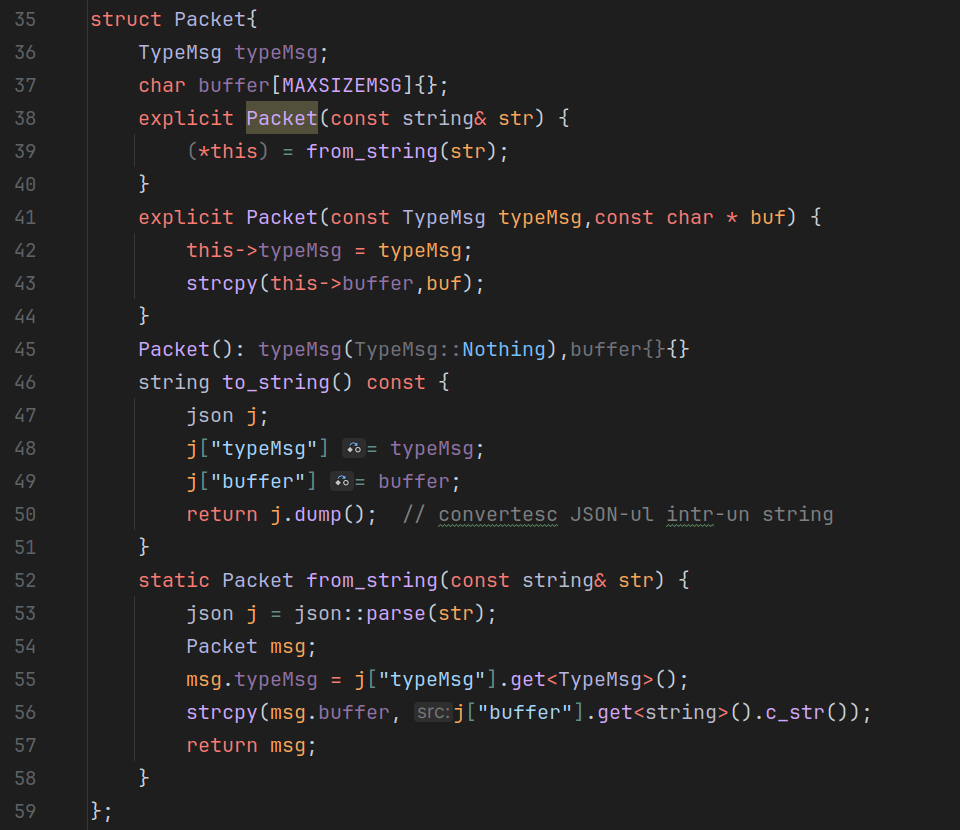 35 struct Packet{
36     TypeMsg typeMsg;
37     char buffer[MAXSIZEMSG]{};
38     explicit Packet(const string& str) {
39         (*this) = from_string(str);
40     }
41     explicit Packet(const TypeMsg typeMsg,const char * buf) {
42         this->typeMsg = typeMsg;
43         strcpy(this->buffer,buf);
44     }
45     Packet(): typeMsg(TypeMsg::Nothing),buffer{}{}
46     string to_string() const {
47         json j;
48         j["typeMsg"] = typeMsg;
49         j["buffer"] = buffer;
50         return j.dump();  // convertesc JSON-ul intr-un string
51     }
52     static Packet from_string(const string& str) {
53         json j = json::parse(str);
54         Packet msg;
55         msg.typeMsg = j["typeMsg"].get<TypeMsg>();
56         strcpy(msg.buffer, src:j["buffer"].get<string>().c_str());
57         return msg;
58     }
59 };